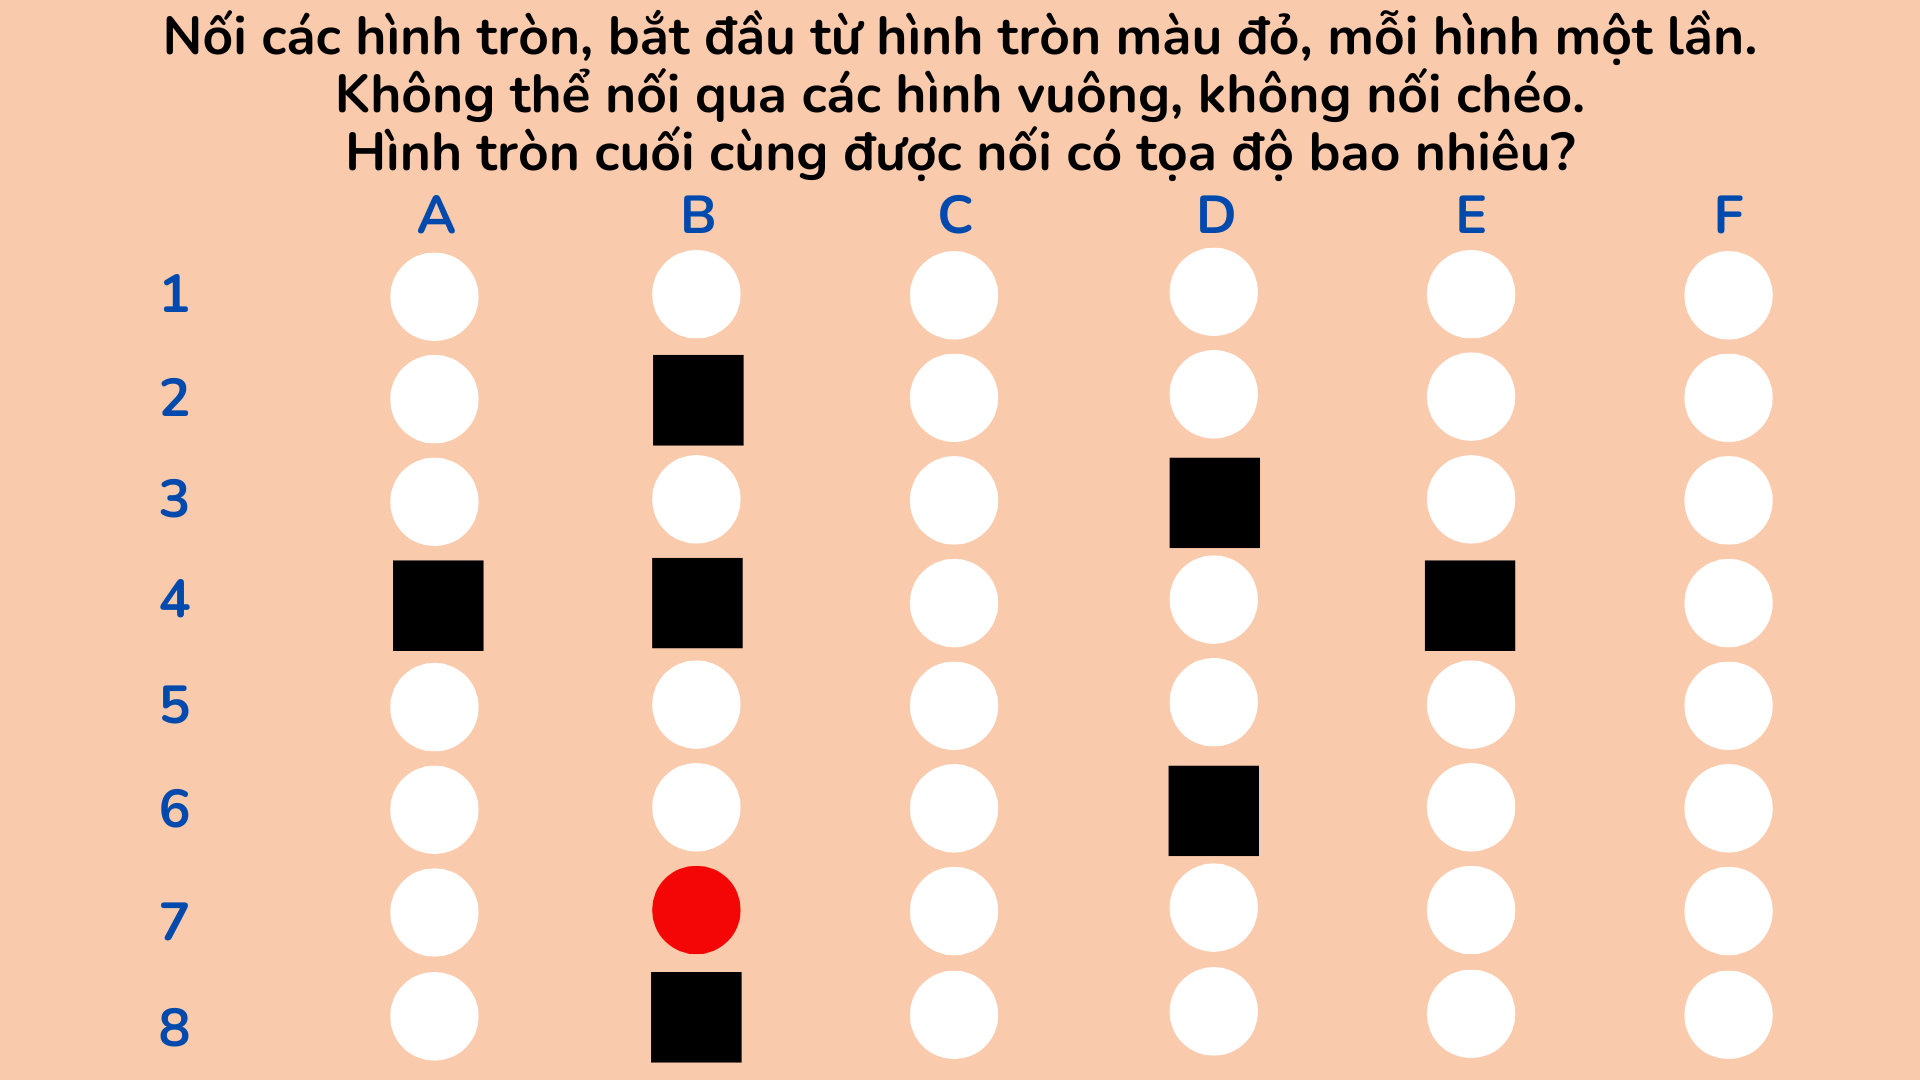 Nối các hình tròn, bắt đầu từ hình tròn màu đỏ, mỗi hình một lần.
Không thể nối qua các hình vuông, không nối chéo.
Hình tròn cuối cùng được nối có tọa độ bao nhiêu?
A B C D E F
1
2
3
4
5
6
7
8